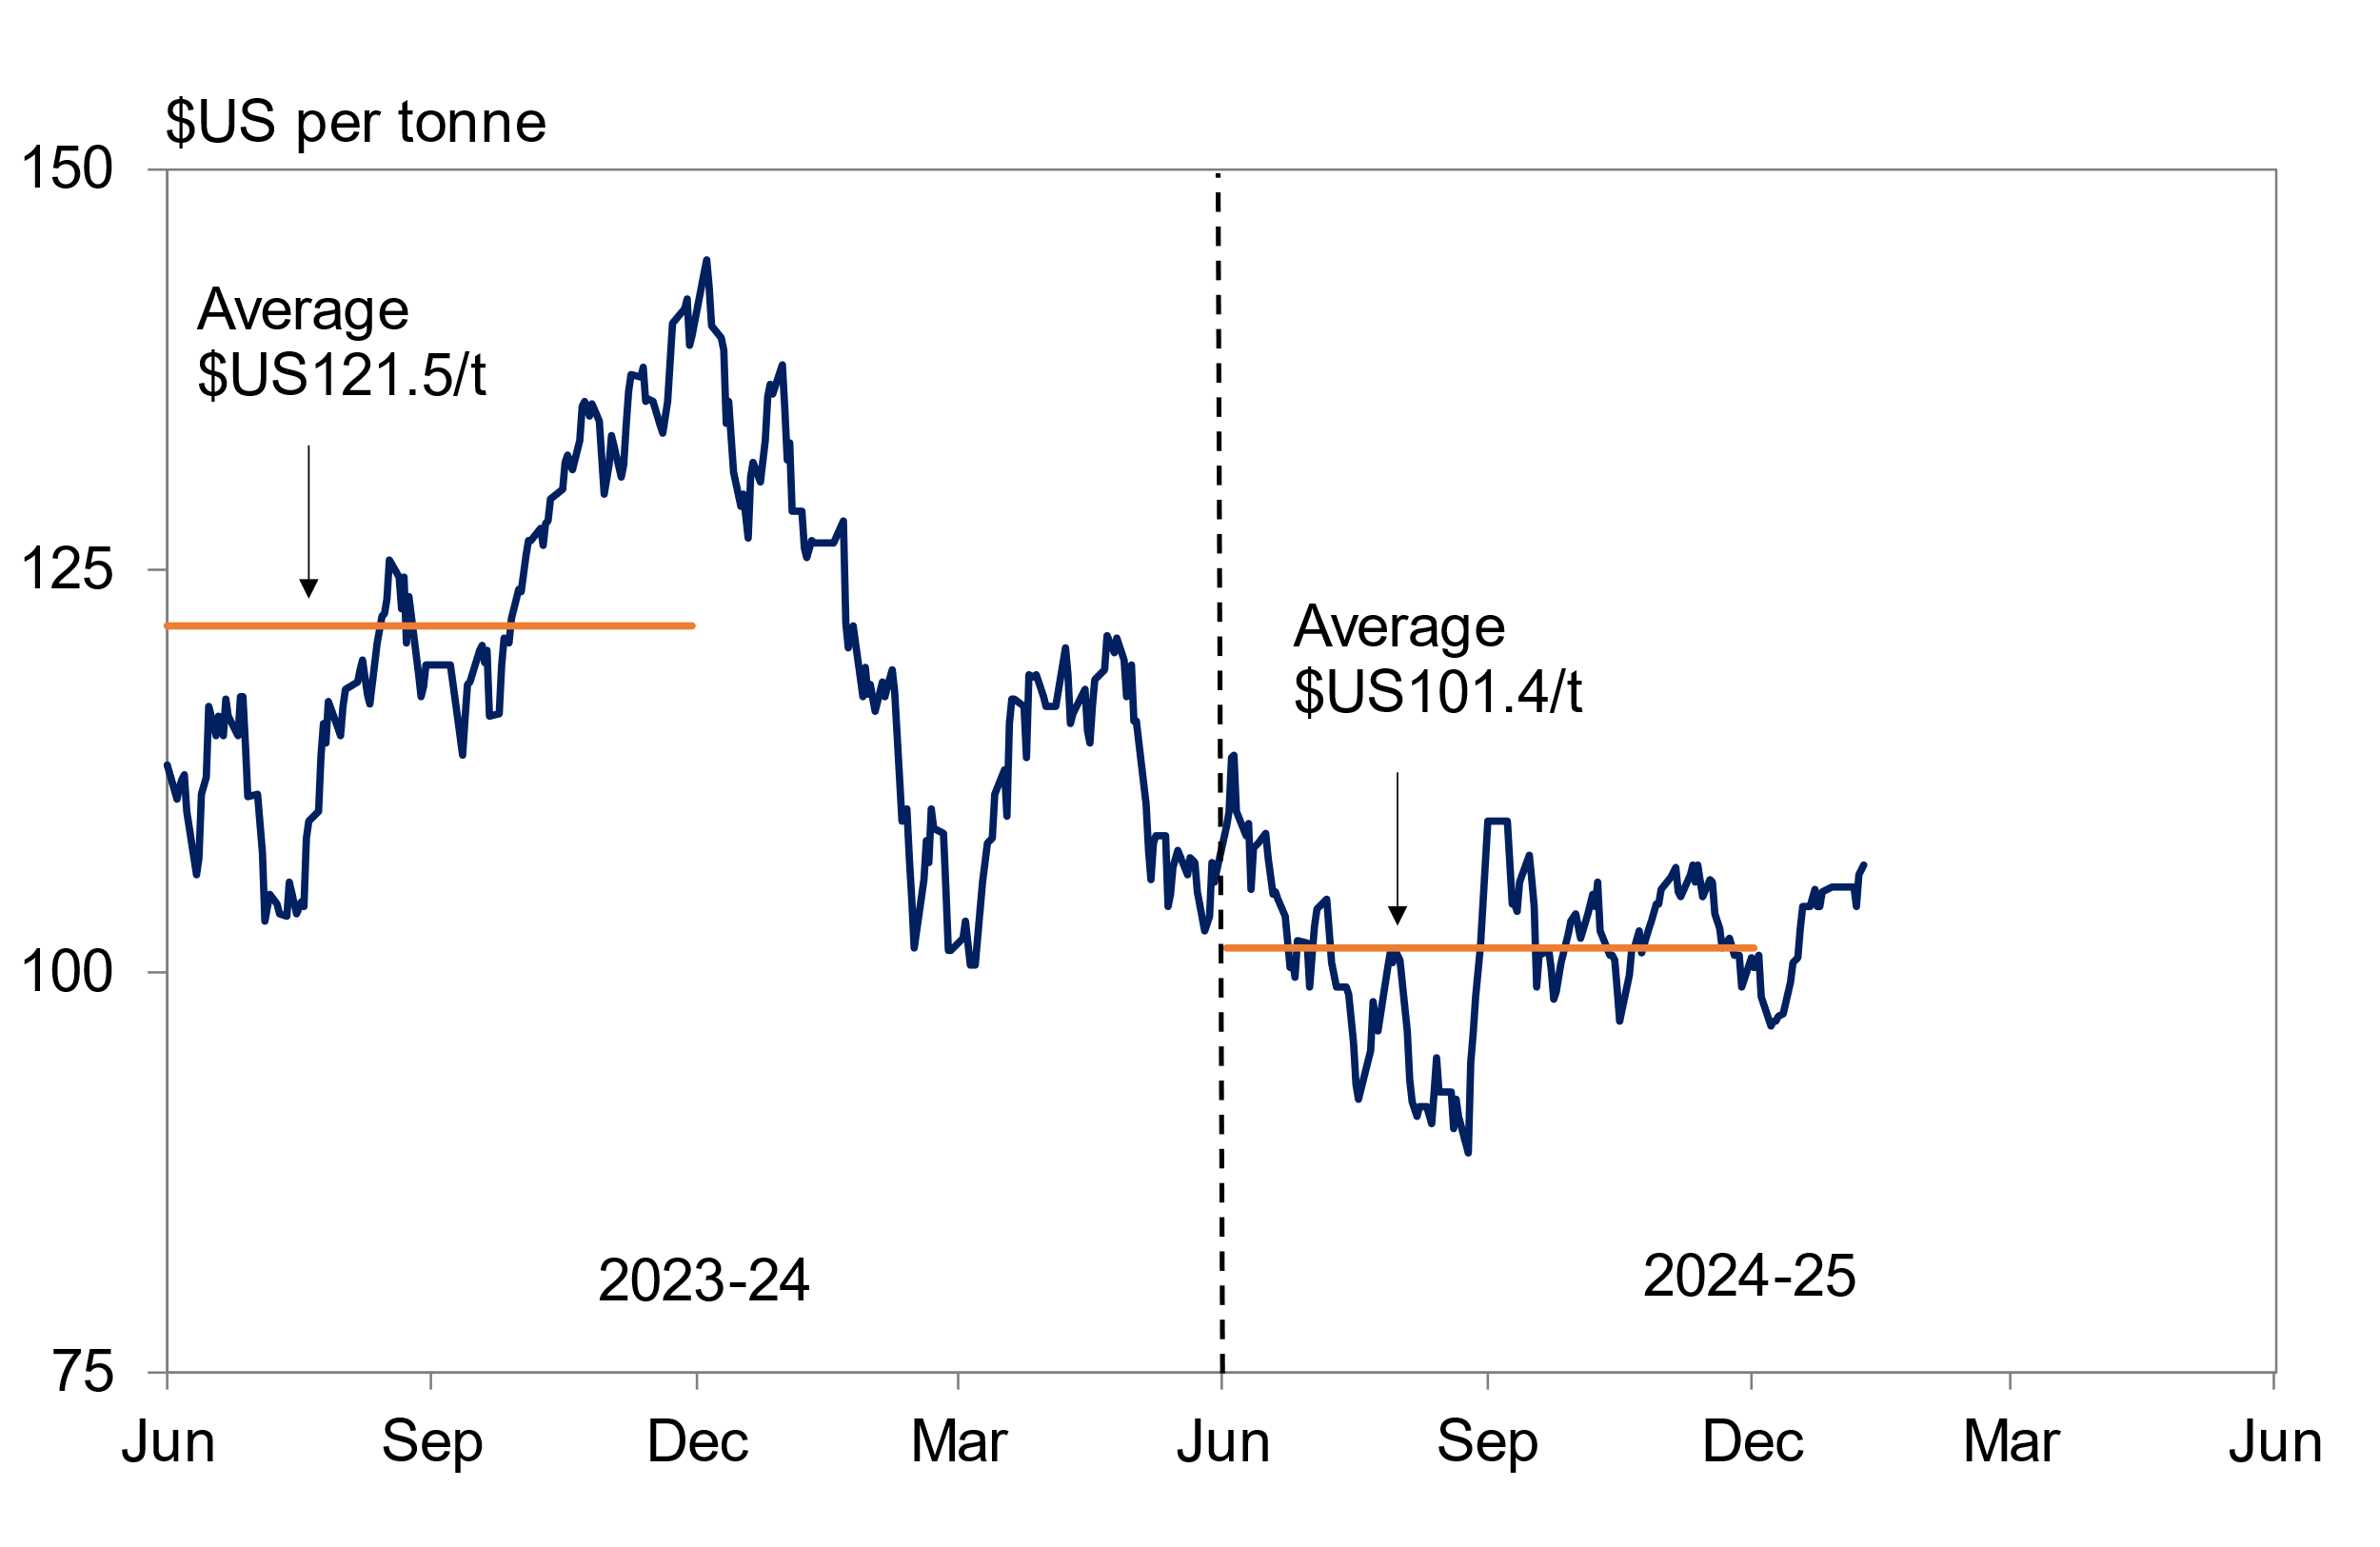 $US per tonne
150
125
100
75
Average
$US121.5/t
Average
$US101.4/t
2023-24
2024-25
Jun
Sep
Dec
Mar
Jun
Sep
Dec
Mar
Jun